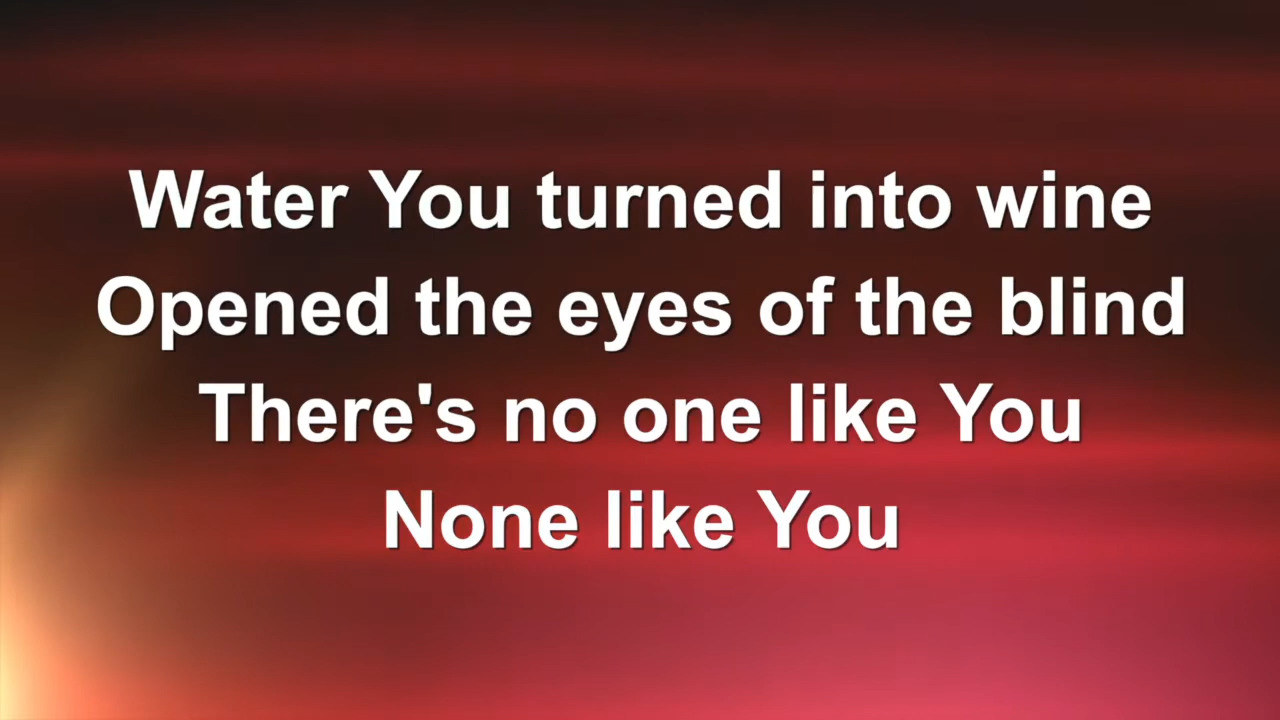 Water You turned into wine
Opened the eyes of the blind
There's no one like You
None like You